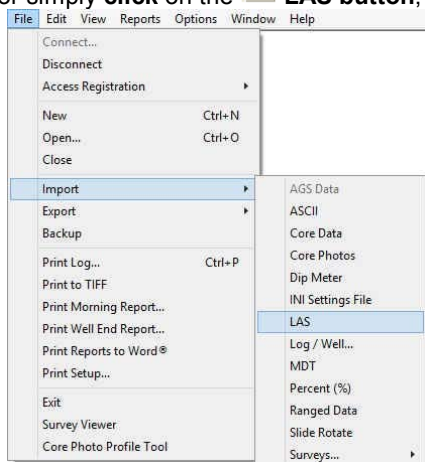 or simply click on the LAS button,
File Edit View Reports Options Window Help
Connect...
Disconnect
Access Registration
New Ctrl+N
Open... Ctrl+O
Close
Import
Export
Backup
Print Log... Ctrl+P
Print to TIFF
Print Morning Report...
Print Well End Report...
Print Reports to Word®
Print Setup...
Exit
Survey Viewer
Core Photo Profile Tool
AGS Data
ASCII
Core Data
Core Photos
Dip Meter
INI Settings File
LAS
Log / Well...
MDT
Percent (%)
Ranged Data
Slide Rotate
Surveys...